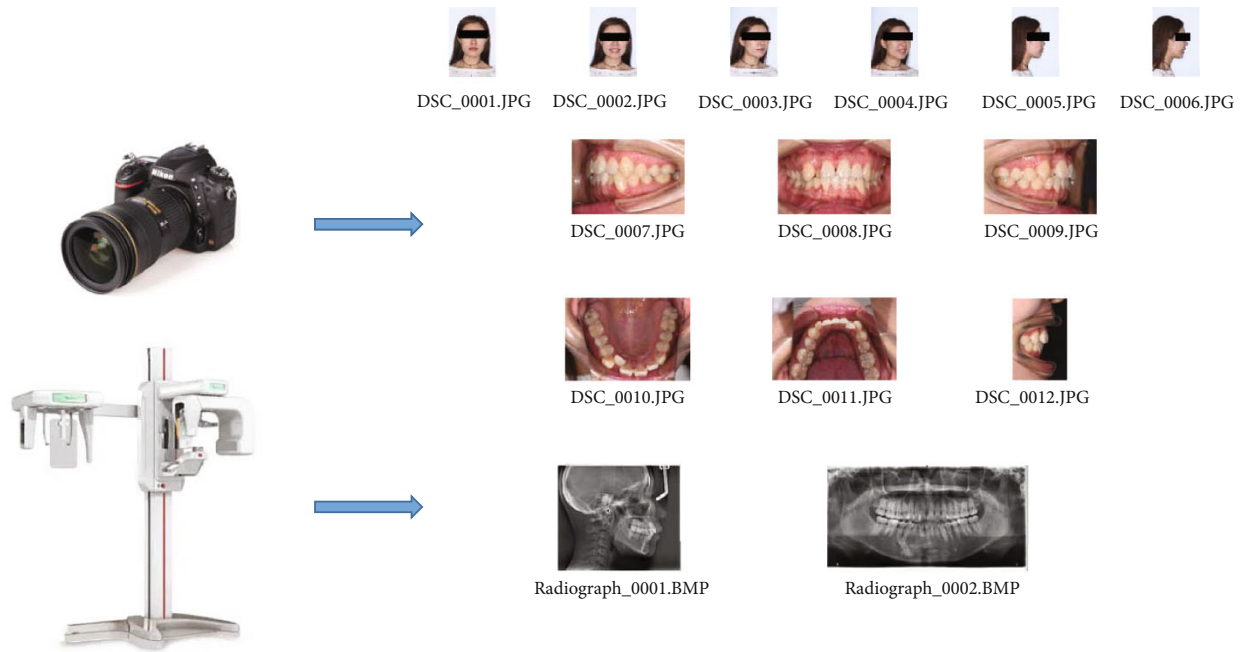 DSC_0001.JPG DSC_0002.JPG DSC_0003.JPG DSC_0004.JPG DSC_0005.JPG DSC_0006.JPG
Nikon
DSC_0007.JPG DSC_0008.JPG DSC_0009.JPG
DSC_0010.JPG DSC_0011.JPG DSC_0012.JPG
Radiograph_0001.BMP Radiograph_0002.BMP